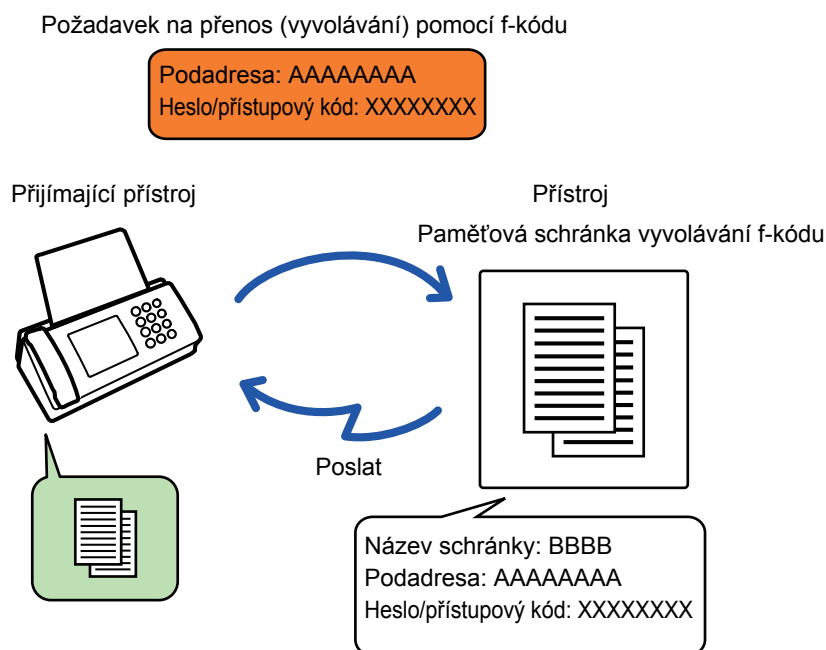 Požadavek na přenos (vyvolávání) pomocí f-kódu
Podadresa: AAAAAAAA
Heslo/přístupový kód: XXXXXXXX
Přijímající přístroj
Přístroj
Paměťová schránka vyvolávání f-kódu
Poslat
Název schránky: BBBB
Podadresa: AAAAAAAA
Heslo/přístupový kód: XXXXXXXX